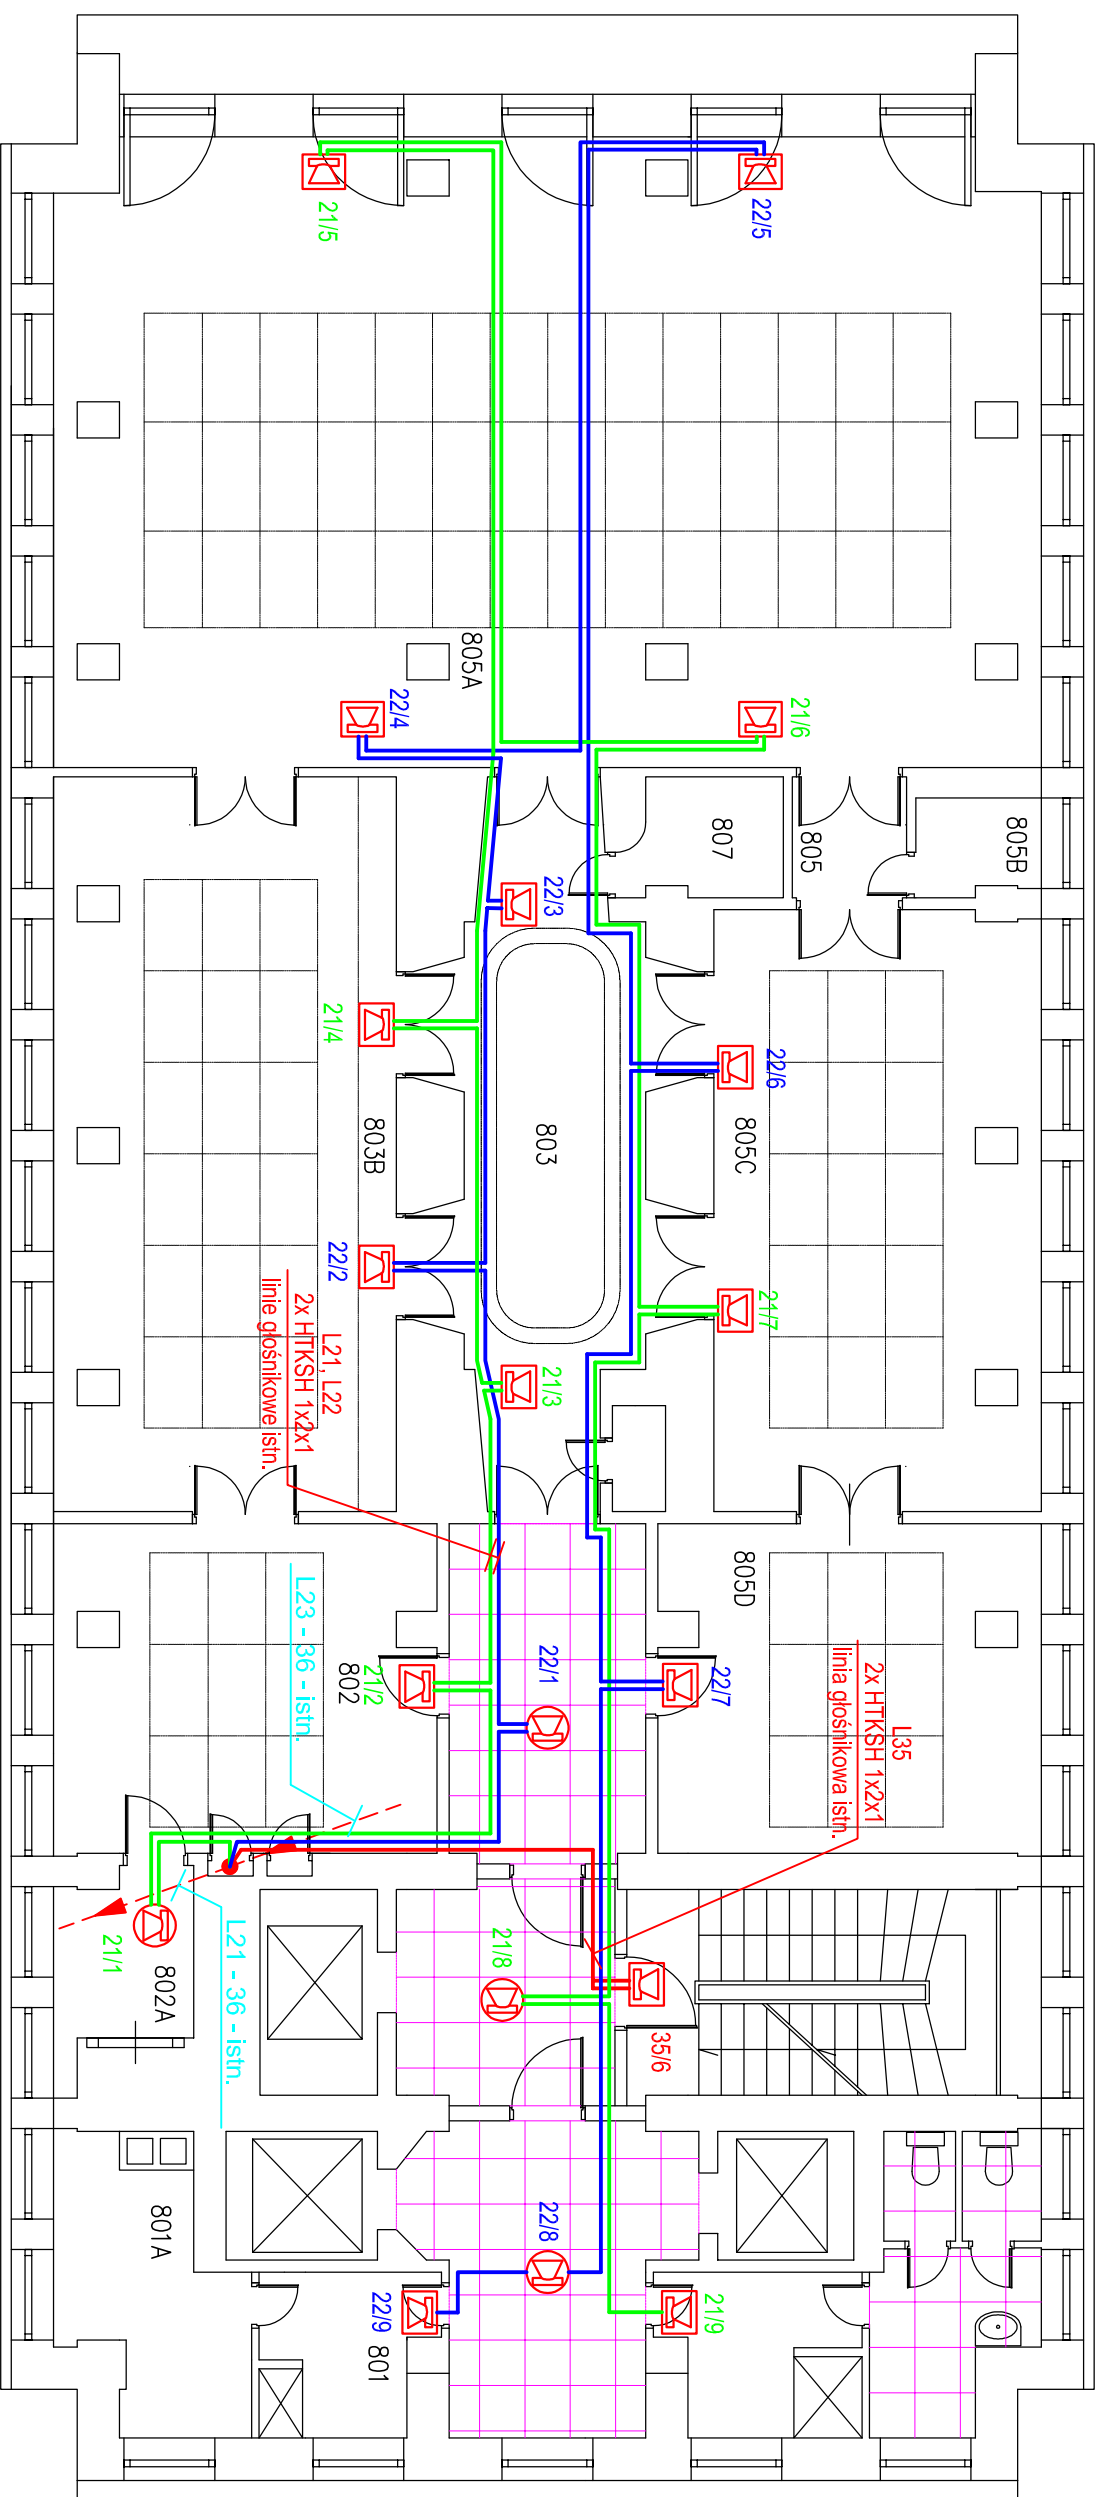 21/5
22/5
805A
22/4
21/6
807
805
805B
22/3
21/4
22/6
803B
803
805C
22/2
21/7
21/3
L21, L22
2x HTKSH 1x2x1
linie głośnikowe istn.
805D
L23 - 36 - istn.
802
21/2
22/1
22/7
L35
2x HTKSH 1x2x1
linia głośnikowa istn.
21/1
802A
L21 - 36 - istn.
21/8
35/6
801A
22/8
22/9
801
21/9